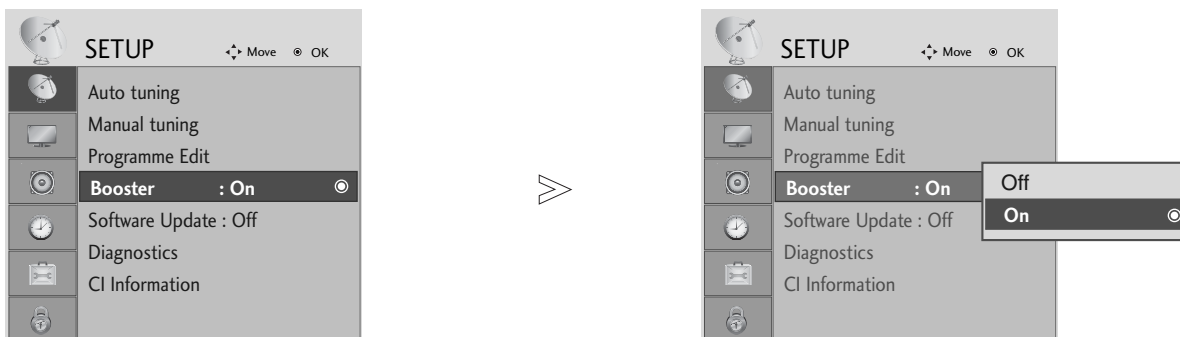 SETUP Move OK
Auto tuning
Manual tuning
Programme Edit
Booster : On
Software Update : Off
Diagnostics
CI Information
SETUP Move OK
Auto tuning
Manual tuning
Programme Edit
Booster : On
Software Update : Off
Diagnostics
CI Information
Off
On